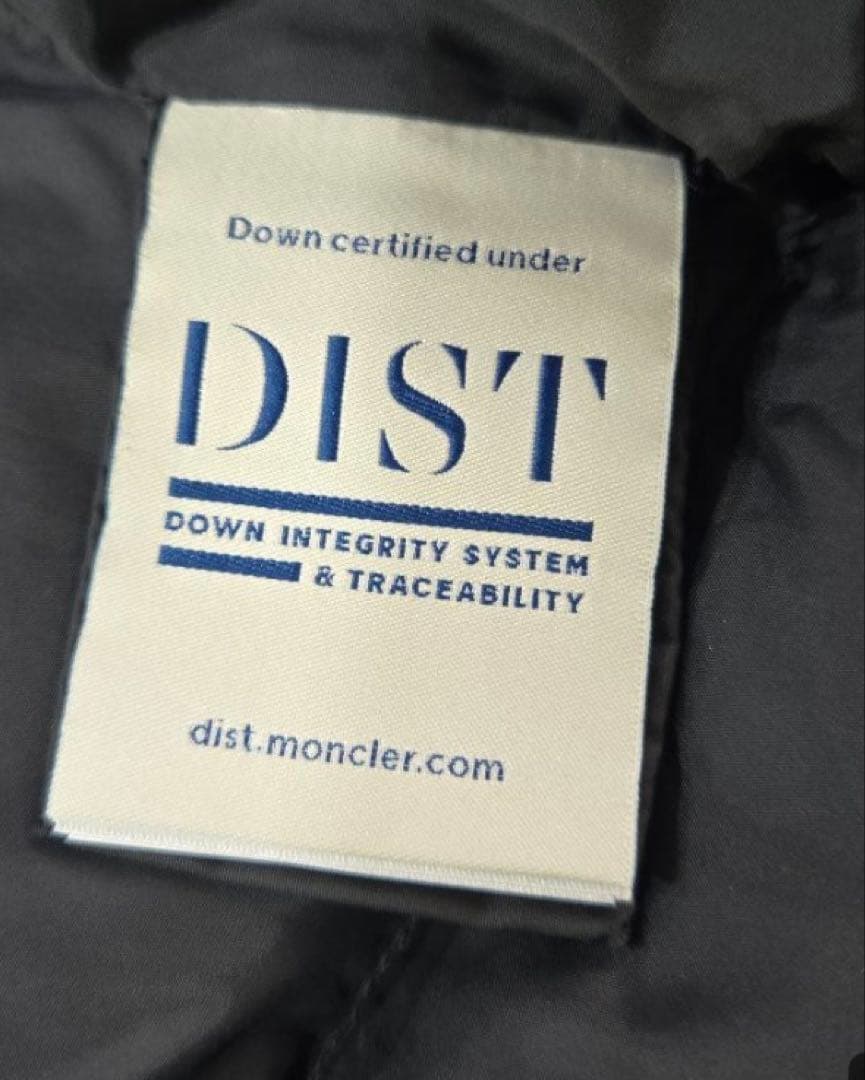 Down certified under
DIST
DOWN INTEGRITY SYSTEM
& TRACEABILITY
dist.moncler.com